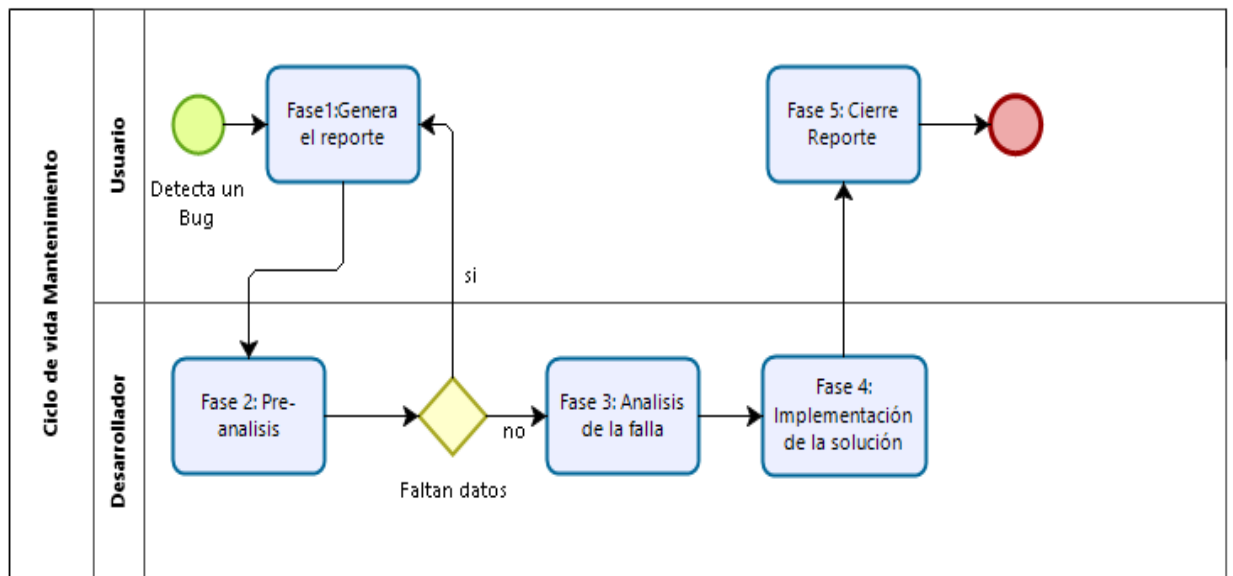 Ciclo de vida Mantenimiento
Usuario
Detecta un
Bug
Fase1:Genera
el reporte
si
Fase 5: Cierre
Reporte
Desarrollador
Fase 2: Pre-
analisis
Faltan datos
no
Fase 3: Analisis
de la falla
Fase 4:
Implementación
de la solución